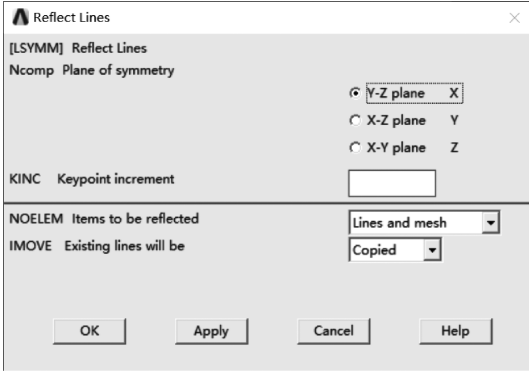 Reflect Lines
[LSYMM] Reflect Lines
Ncomp Plane of symmetry
Y-Z plane X
X-Z plane Y
X-Y plane Z
KINC Keypoint increment
NOELEM Items to be reflected Lines and mesh
IMOVE Existing lines will be Copied
OK Apply Cancel Help